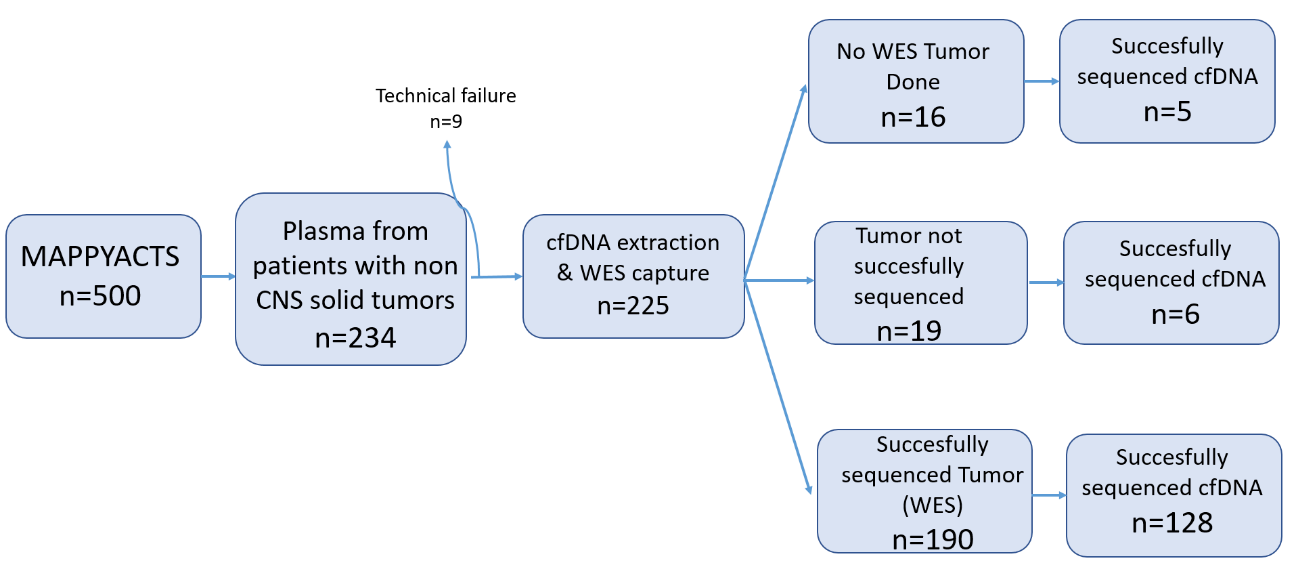 MAPPYACTS
n=500
Plasma from
patients with non
CNS solid tumors
n=234
Technical failure
n=9
cfDNA extraction
& WES capture
n=225
No WES Tumor
Done
n=16
Succesfully
sequenced cfDNA
n=5
Tumor not
succesfully
sequenced
n=19
Succesfully
sequenced cfDNA
n=6
Succesfully
sequenced Tumor
(WES)
n=190
Succesfully
sequenced cfDNA
n=128